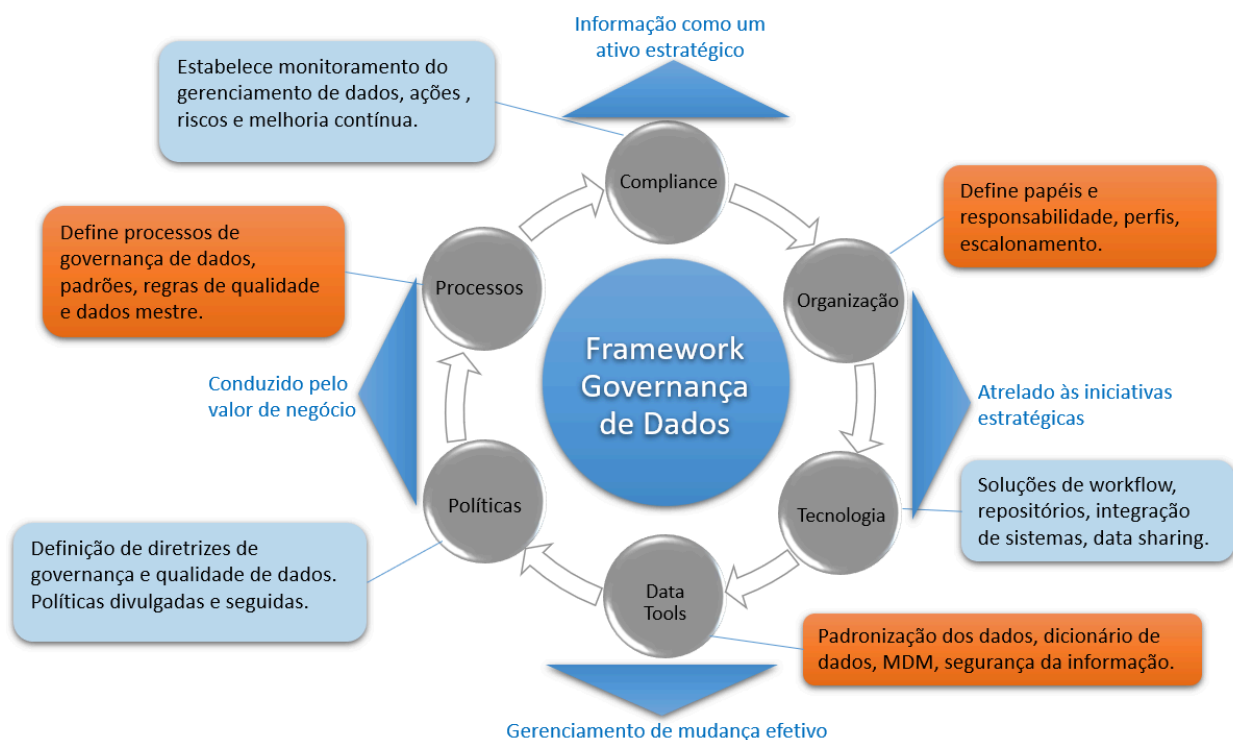 Informação como um
ativo estratégico
Estabelece monitoramento do
gerenciamento de dados, ações ,
riscos e melhoria contínua.
Compliance
Define papéis e
responsabilidade, perfis,
escalonamento.
Define processos de
governança de dados,
padrões, regras de qualidade
e dados mestre.
Processos
Organização
Framework
Governança
de Dados
Conduzido pelo
valor de negócio
Atrelado às iniciativas
estratégicas
Políticas
Tecnologia
Soluções de workflow,
repositórios, integração
de sistemas, data sharing.
Definição de diretrizes de
governança e qualidade de dados.
Políticas divulgadas e seguidas.
Data
Tools
Padronização dos dados, dicionário de
dados, MDM, segurança da informação.
Gerenciamento de mudança efetivo